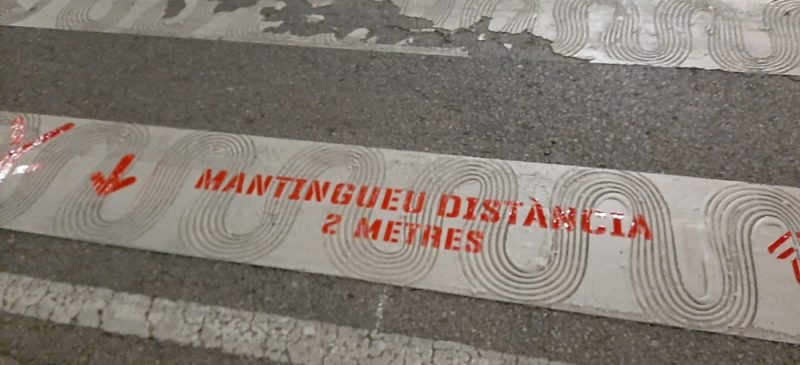 MANTINGUEU DISTÀNCIA
2 METRES